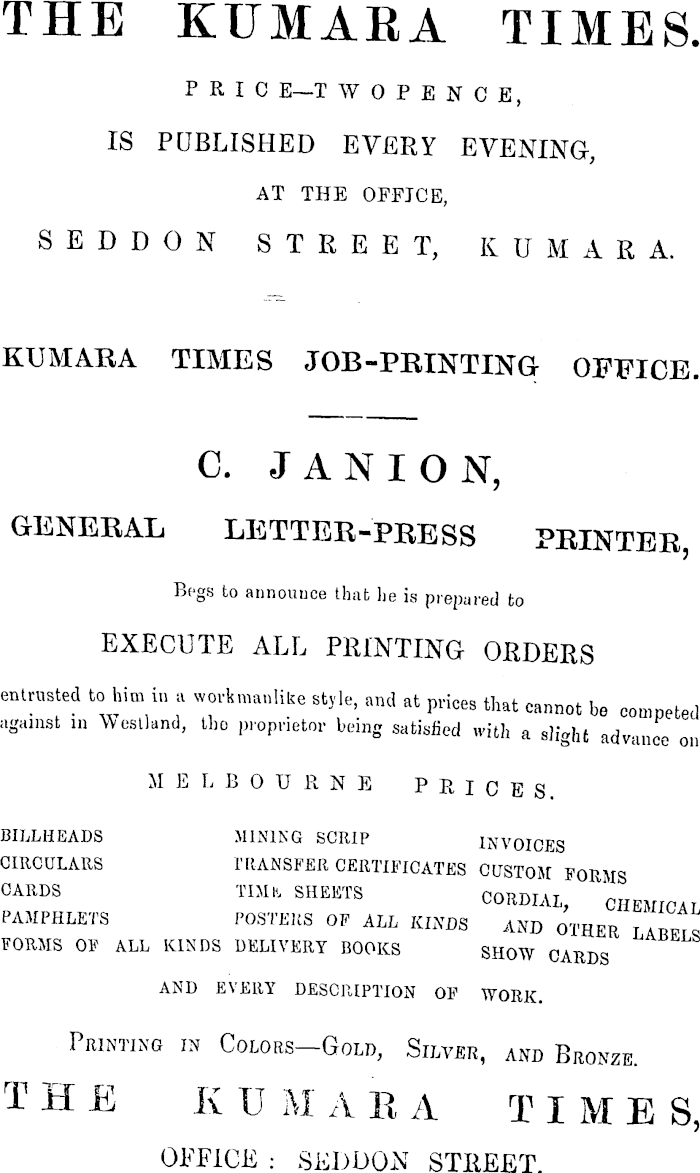 THE KUMARA TIMES.
PRICE—TWOPENCE,
IS PUBLISHED EVERY EVENING,
AT THE OFFICE,
SEDDON STREET, KUMARA.
KUMARA TIMES JOB-PRINTING OFFICE.
C. JANION,
GENERAL LETTER-PRESS PRINTER,
Begs to announce that he is prepared to
EXECUTE ALL PRINTING ORDERS
entrusted to him in a workmanlike style, and at prices that cannot be competed
against in Westland, the proprietor being satisfied with a slight advance on
MELBOURNE PRICES.
BILLHEADS MINING SCRIP INVOICES
CIRCULARS TRANSFER CERTIFICATES CUSTOM FORMS
CARDS TIME SHEETS CORDIAL, CHEMICAL
PAMPHLETS POSTERS OF ALL KINDS AND OTHER LABELS
FORMS OF ALL KINDS DELIVERY BOOKS SHOW CARDS
AND EVERY DESCRIPTION OF WORK.
PRINTING IN COLORS—GOLD, SILVER, AND BRONZE.
THE KUMARA TIMES,
OFFICE: SEDDON STREET.